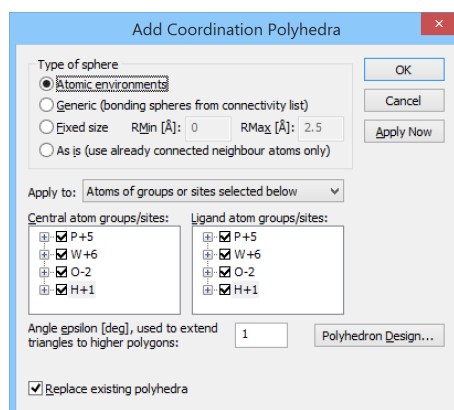 Add Coordination Polyhedra
Type of sphere
Atomic environments
Generic (bonding spheres from connectivity list)
Fixed size RMin [Å]: 0 RMax [Å]: 2.5
As is (use already connected neighbour atoms only)
OK
Cancel
Apply Now
Apply to: Atoms of groups or sites selected below
Central atom groups/sites:
P+5
W+6
O-2
H+1
Ligand atom groups/sites:
P+5
W+6
O-2
H+1
Angle epsilon [deg], used to extend
triangles to higher polygons:
1
Polyhedron Design...
Replace existing polyhedra